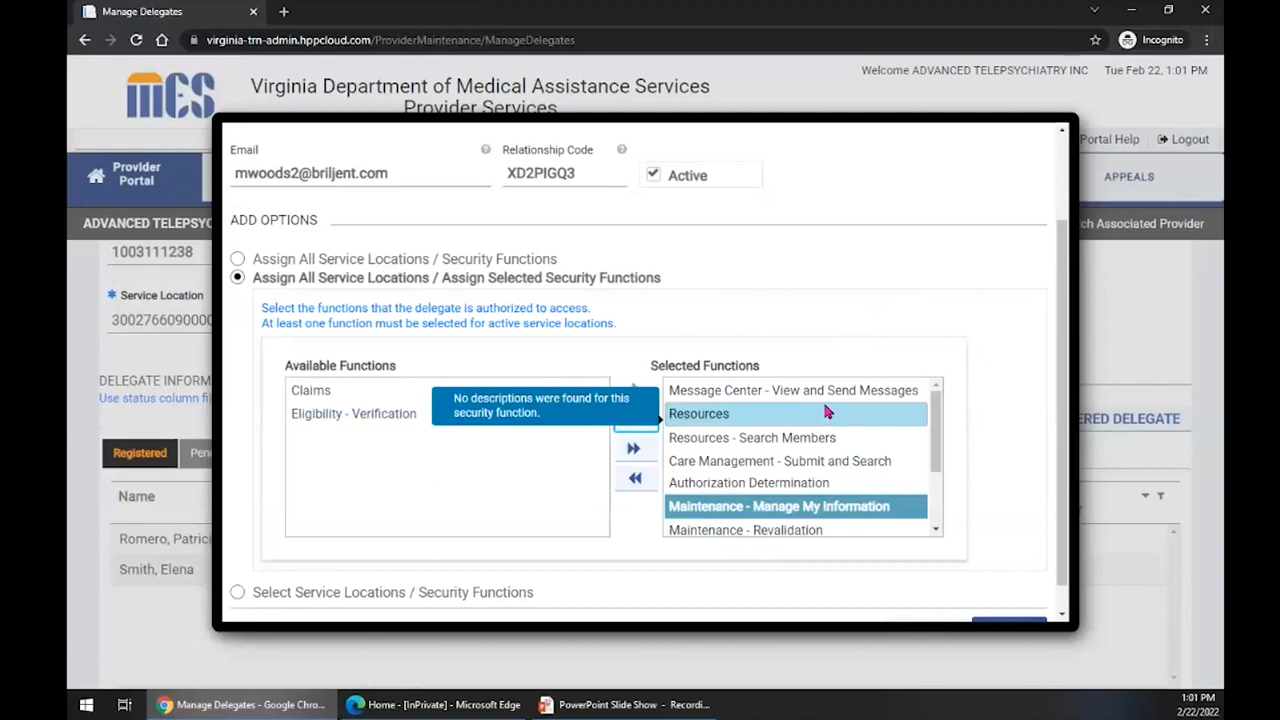 Manage Delegates
virginia-trn-admin.hppcloud.com/ProviderMaintenance/ManageDelegates
Incognito
mES
Virginia Department of Medical Assistance Services
Provider Services
Welcome ADVANCED TELEPSYCHIATRY INC Tue Feb 22, 1:01 PM
Portal Help Logout
Provider
Portal
APPEALS
ADVANCED TELEPSYC
ch Associated Provider
1003111238
* Service Location
3002766090000
DELEGATE INFORM
Use status column fil
ERED DELEGATE
Registered Pen
Name
Romero, Patrici
Smith, Elena
Email
Relationship Code
mwoods2@briljent.com
XD2PIGQ3
Active
ADD OPTIONS
Assign All Service Locations / Security Functions
Assign All Service Locations / Assign Selected Security Functions
Select the functions that the delegate is authorized to access.
At least one function must be selected for active service locations.
Available Functions
Claims
Eligibility - Verification
No descriptions were found for this
security function.
Selected Functions
Message Center - View and Send Messages
Resources
Resources - Search Members
Care Management - Submit and Search
Authorization Determination
Maintenance - Manage My Information
Maintenance - Revalidation
Select Service Locations / Security Functions
Manage Delegates - Google Chro...
Home - [InPrivate] - Microsoft Edge
PowerPoint Slide Show - Recordi...
1:01 PM
2/22/2022